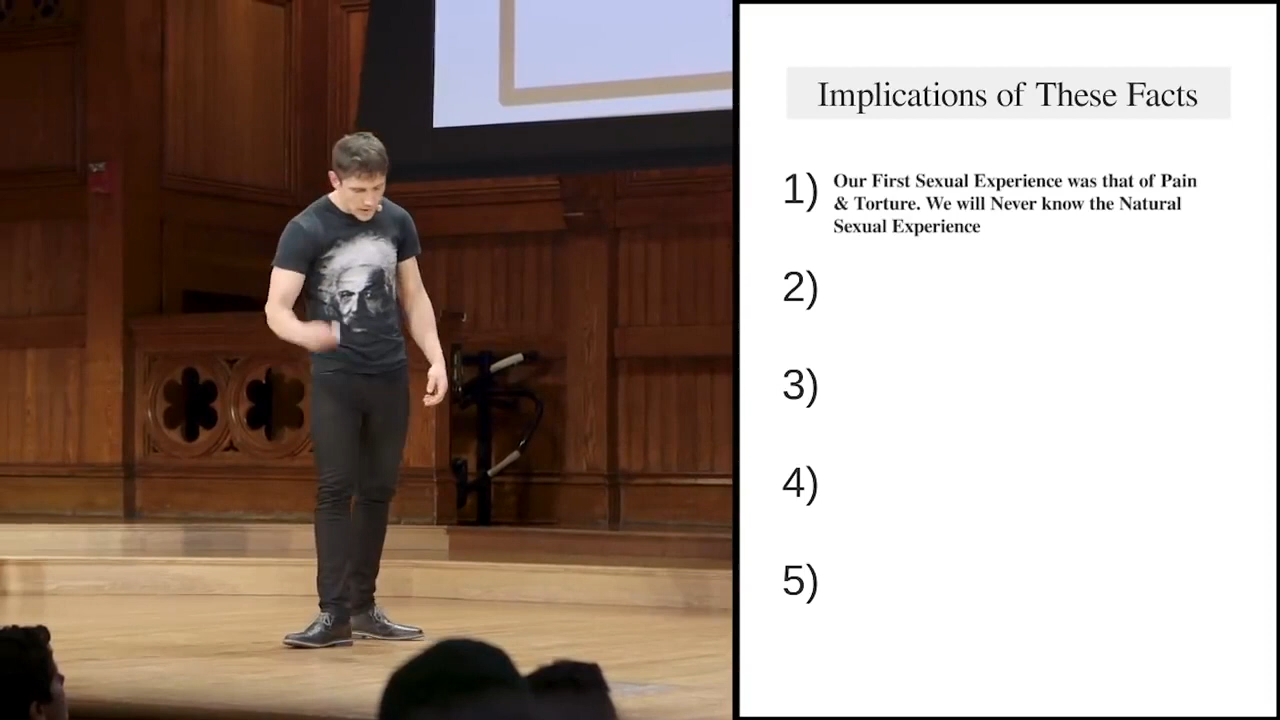 Implications of These Facts
1) Our First Sexual Experience was that of Pain
& Torture. We will Never know the Natural
Sexual Experience
2)
3)
4)
5)